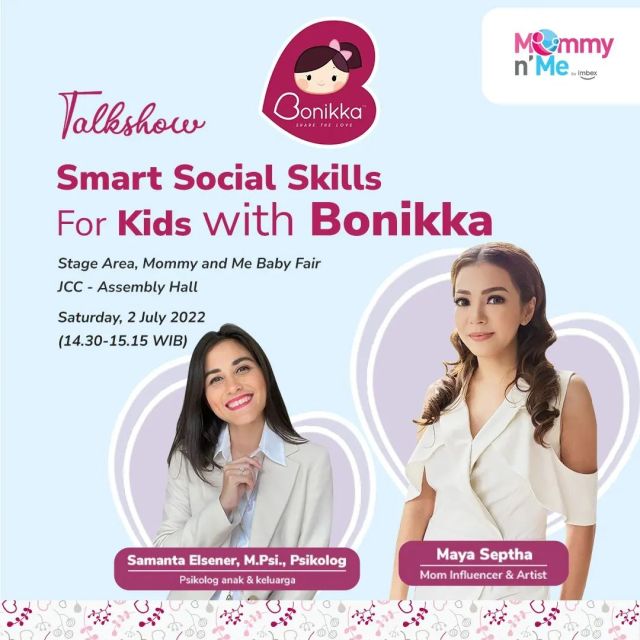 Mommy
n' Me by Imbex
Bonikka™
SHARE THE LOVE
Talkshow
Smart Social Skills
For Kids with Bonikka
Stage Area, Mommy and Me Baby Fair
JCC - Assembly Hall
Saturday, 2 July 2022
(14.30-15.15 WIB)
Samanta Elsener, M.Psi., Psikolog
Psikolog anak & keluarga
Maya Septha
Mom Influencer & Artist